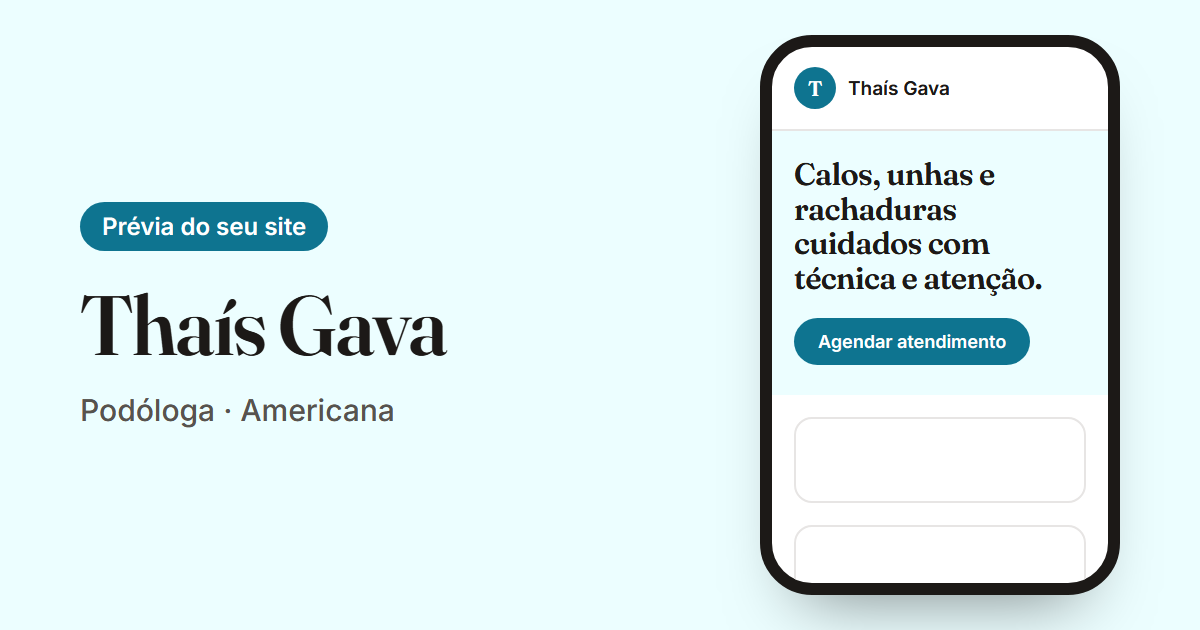 Prévia do seu site
Thaís Gava
Podóloga · Americana
T
Thaís Gava
Calos, unhas e
rachaduras
cuidados com
técnica e atenção.
Agendar atendimento